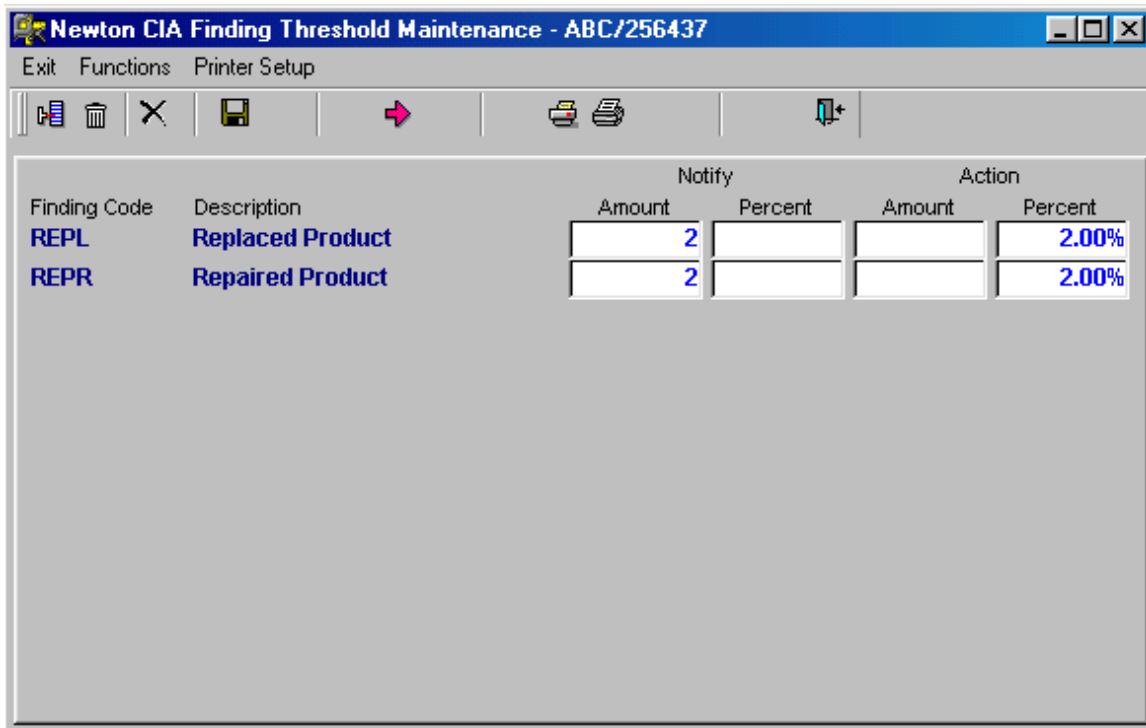 Newton CIA Finding Threshold Maintenance - ABC/256437
Exit Functions Printer Setup
Notify Action
Finding Code Description Amount Percent Amount Percent
REPL Replaced Product 2 2.00%
REPR Repaired Product 2 2.00%